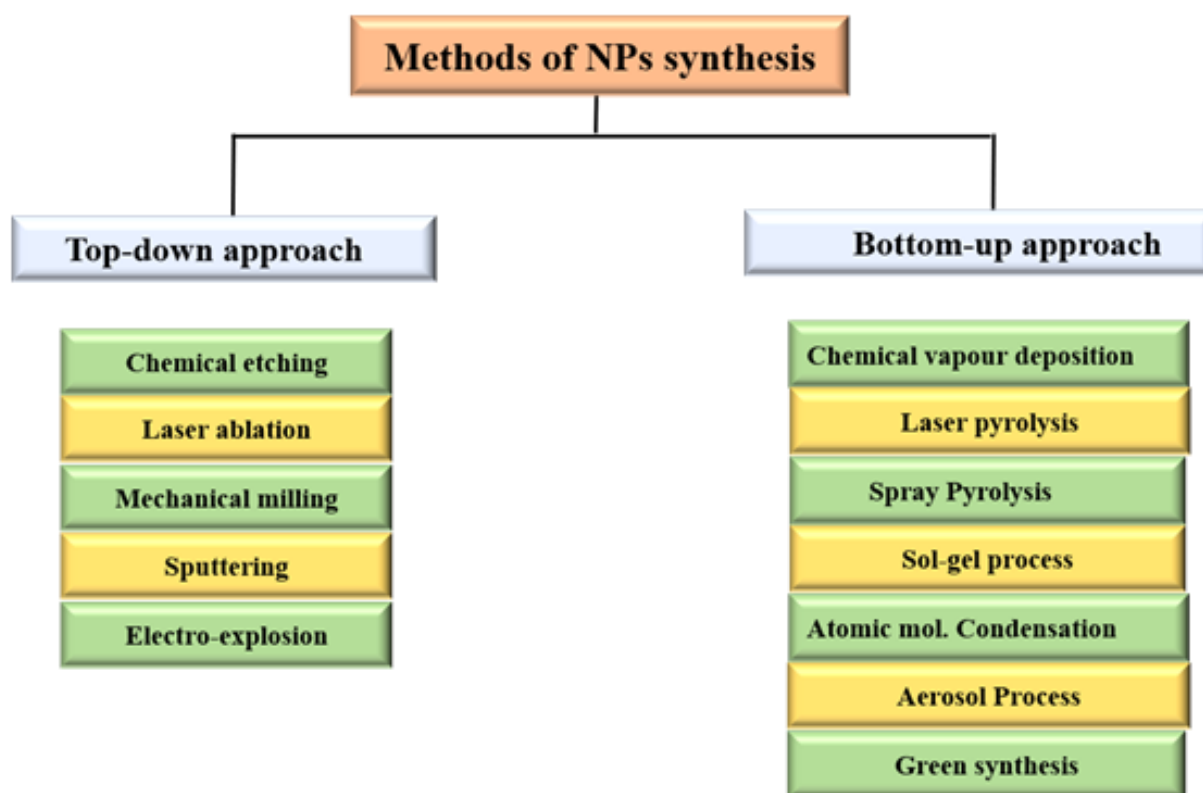 Methods of NPs synthesis
Top-down approach
Chemical etching
Laser ablation
Mechanical milling
Sputtering
Electro-explosion
Bottom-up approach
Chemical vapour deposition
Laser pyrolysis
Spray Pyrolysis
Sol-gel process
Atomic mol. Condensation
Aerosol Process
Green synthesis